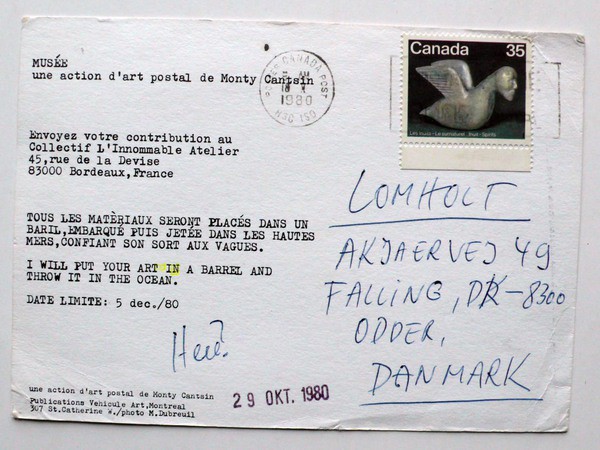 MUSÉE
une action d'art postal de Monty Cantsin
Envoyez votre contribution au
Collectif L'Innommable Atelier
45,rue de la Devise
83000 Bordeaux,France
TOUS LES MATÈRIAUX SERONT PLACÉS DANS UN
BARIL,EMBARQUÉ PUIS JETÉE DANS LES HAUTES
MERS,CONFIANT SON SORT AUX VAGUES.
I WILL PUT YOUR ART IN A BARREL AND
THROW IT IN THE OCEAN.
DATE LIMITE: 5 dec./80
une action d'art postal de Monty Cantsin
Publications Vehicule Art,Montreal
307 St.Catherine W./photo M.Dubreuil
29 OKT. 1980
CANADA POST
1980
H3C 1S0
Canada 35
LOMHOLT
AKJAERVEJ 49
FALLING, DK-8300
ODDER,
DANMARK